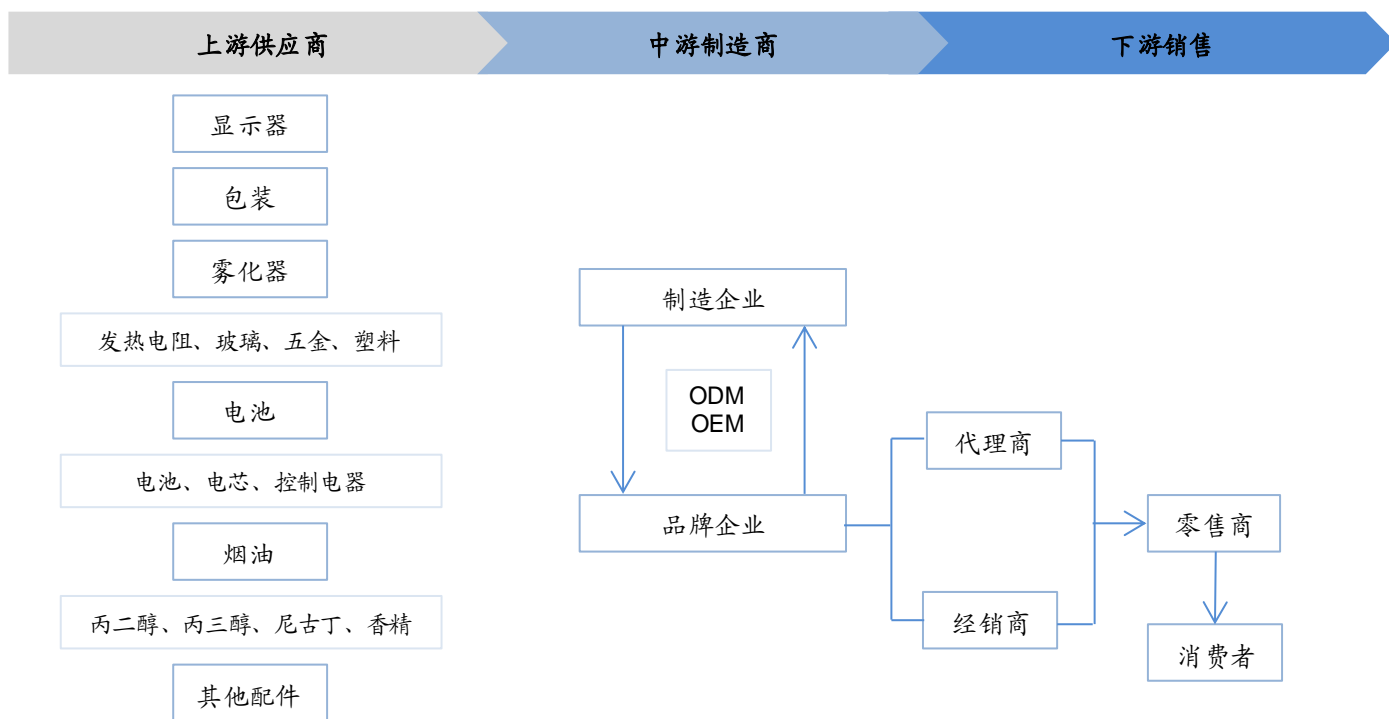 上游供应商
中游制造商
下游销售
显示器
包装
雾化器
发热电阻、玻璃、五金、塑料
电池
电池、电芯、控制电器
烟油
丙二醇、丙三醇、尼古丁、香精
其他配件
制造企业
ODM
OEM
品牌企业
代理商
经销商
零售商
消费者